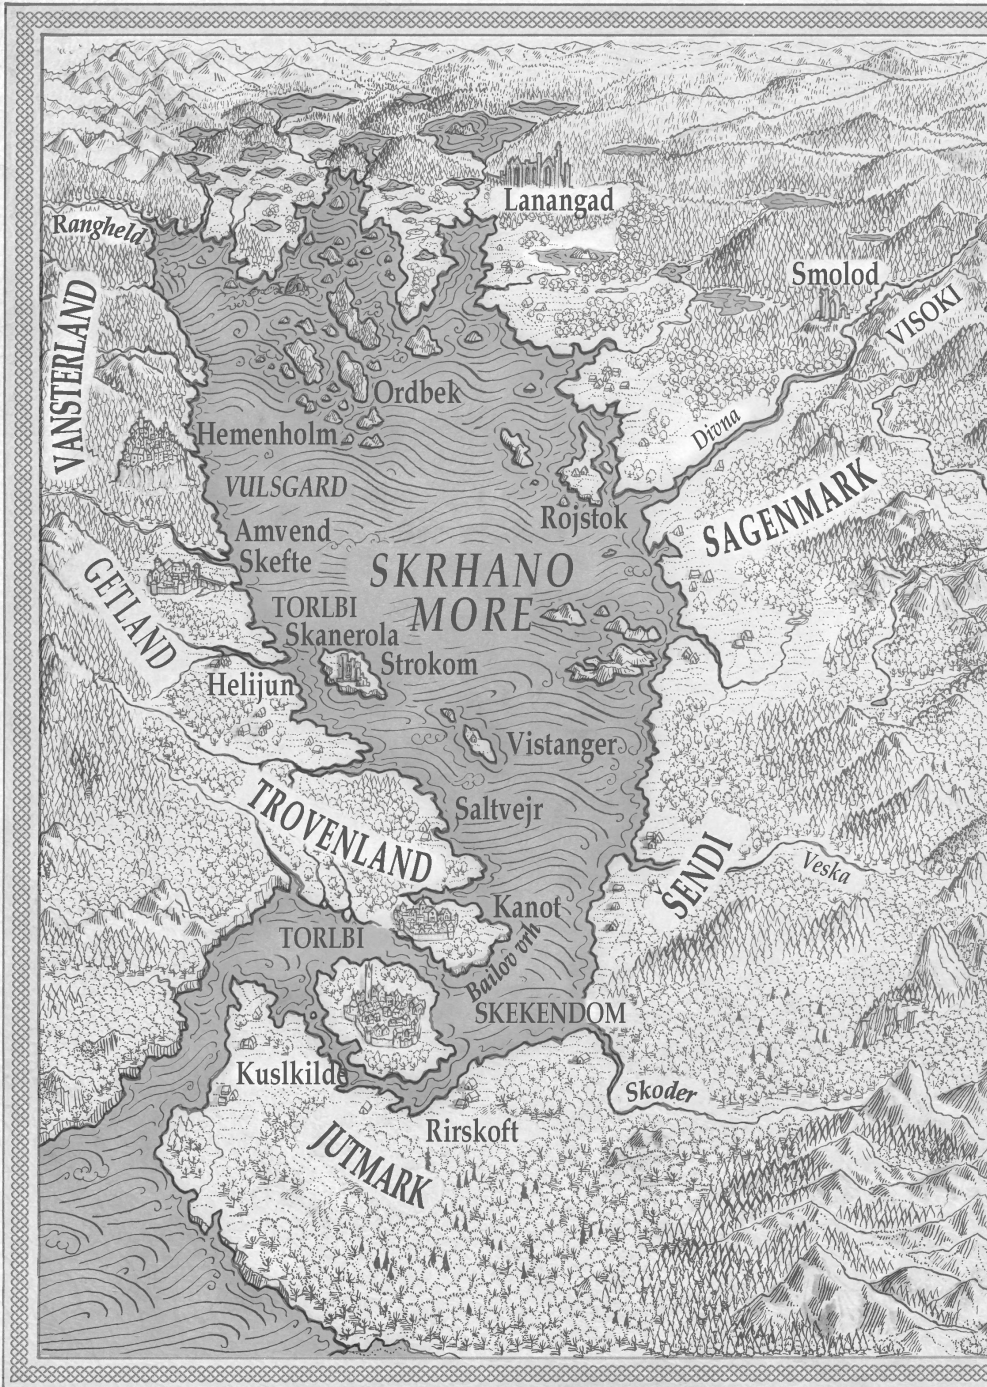 Lanangad
Rangheld
Smolod
VISOKI
VANSTERLAND
Ordbek
Divna
Hemenholm
VULSGARD
SAGENMARK
Rojstok
Amvend
Skefte
SKRHANO
MORE
GETLAND
TORLBI
Skanerola
Strokom
Helijun
Vistanger
TROVENLAND
Saltvejr
SENDI
Veska
Kanot
TORLBI
Bailov vrh
SKEKENDOM
Kuslkilde
Skoder
Rirskoft
JUTMARK